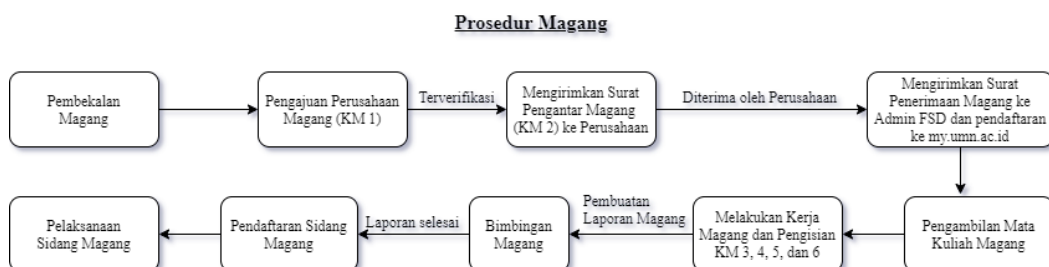 Prosedur Magang
Pembekalan
Magang
Pengajuan Perusahaan
Magang (KM 1)
Terverifikasi
Mengirimkan Surat
Pengantar Magang
(KM 2) ke Perusahaan
Diterima oleh Perusahaan
Mengirimkan Surat
Penerimaan Magang ke
Admin FSD dan pendaftaran
ke my.umn.ac.id
Pengambilan Mata
Kuliah Magang
Melakukan Kerja
Magang dan Pengisian
KM 3, 4, 5, dan 6
Pembuatan
Laporan Magang
Bimbingan
Magang
Laporan selesai
Pendaftaran Sidang
Magang
Pelaksanaan
Sidang Magang